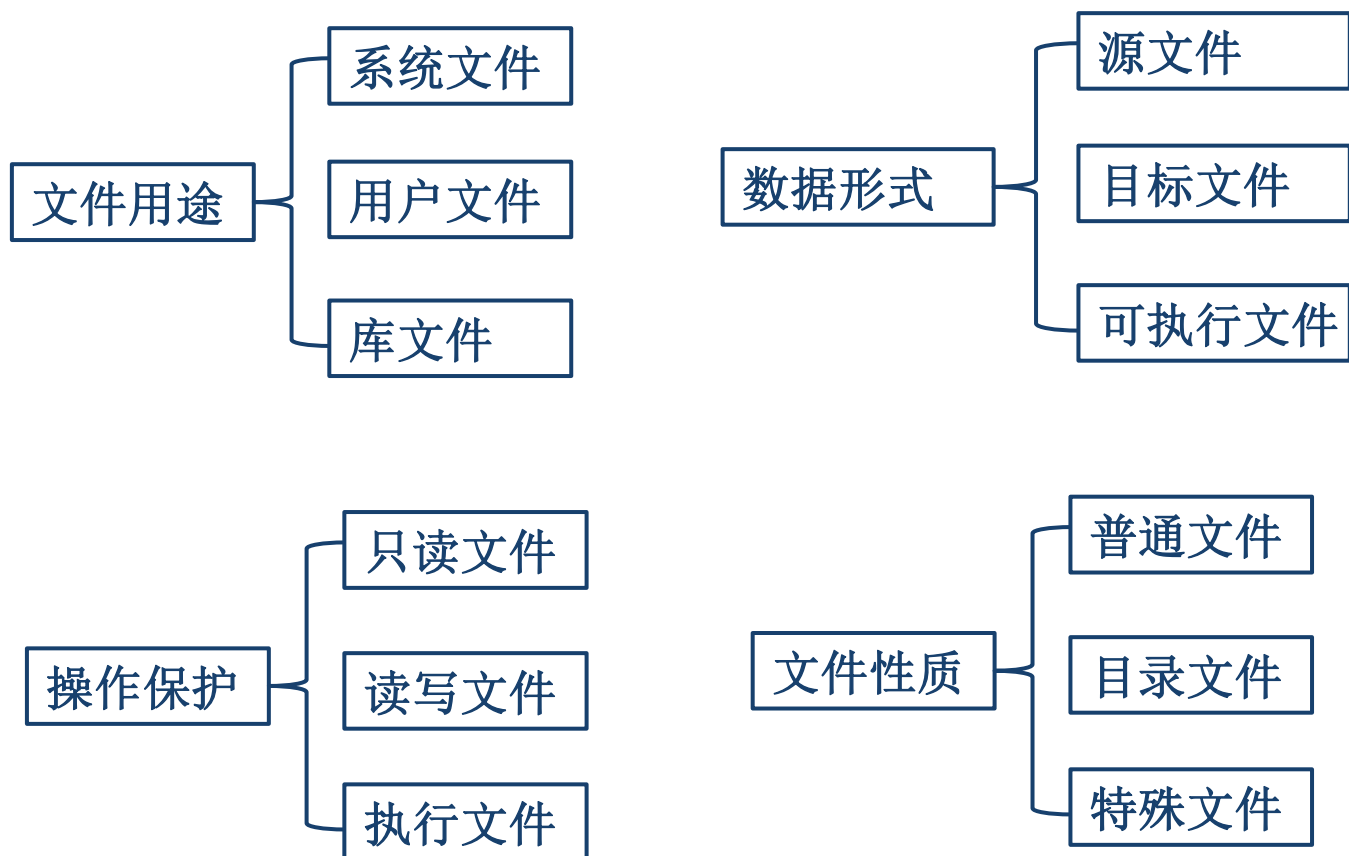 文件用途
系统文件
用户文件
库文件
数据形式
源文件
目标文件
可执行文件
操作保护
只读文件
读写文件
执行文件
文件性质
普通文件
目录文件
特殊文件